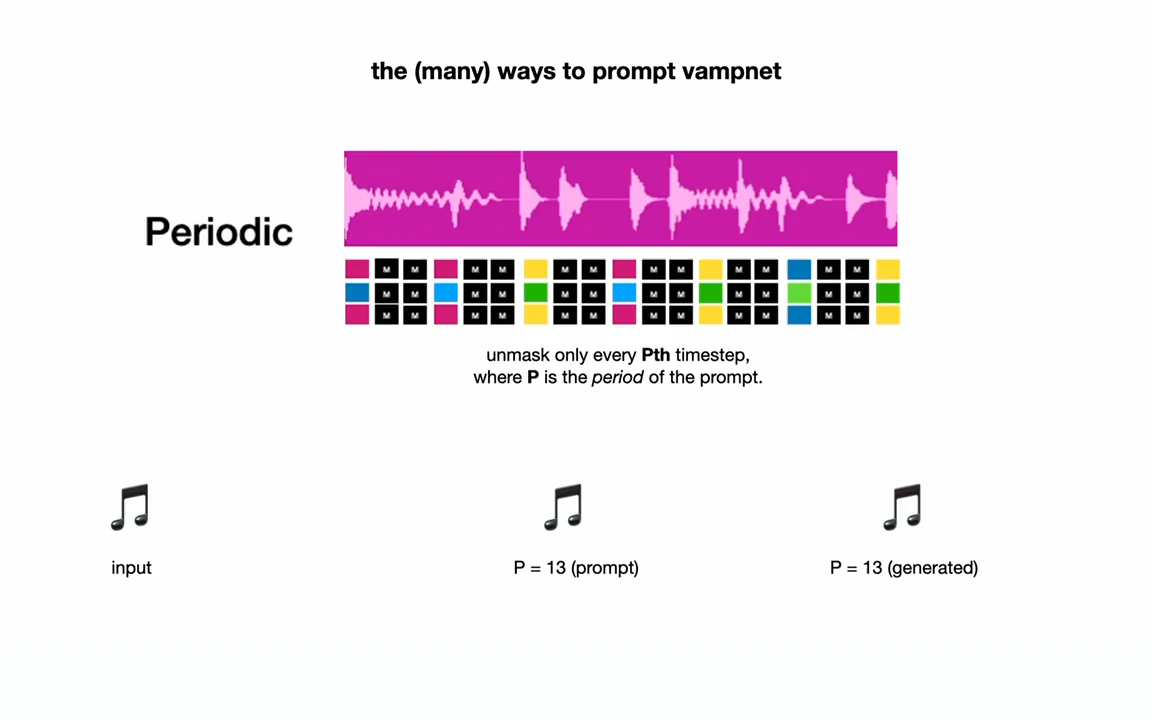 the (many) ways to prompt vampnet
Periodic
M M M M M M M M M M M M
M M M M M M M M M M M M
M M M M M M M M M M M M
unmask only every Pth timestep,
where P is the period of the prompt.
input
P = 13 (prompt)
P = 13 (generated)